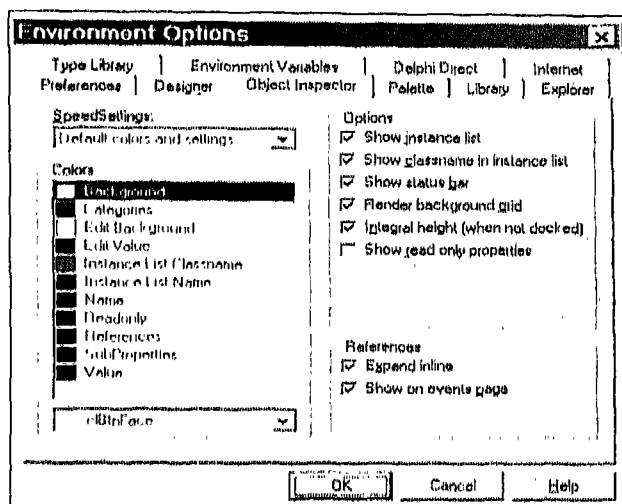 Environment Options
Type Library Environment Variables Delphi Direct Internet
Preferences Designer Object Inspector Palette Library Explorer
SpeedSettings:
Default colors and settings
Colors
Background
Categories
Edit Background
Edit Value
Instance List Classname
Instance List Name
Name
Readonly
References
SubProperties
Value
clBtnFace
Options
Show instance list
Show classname in instance list
Show status bar
Render background grid
Integral height (when not docked)
Show read only properties
References
Expand inline
Show on events page
OK Cancel Help